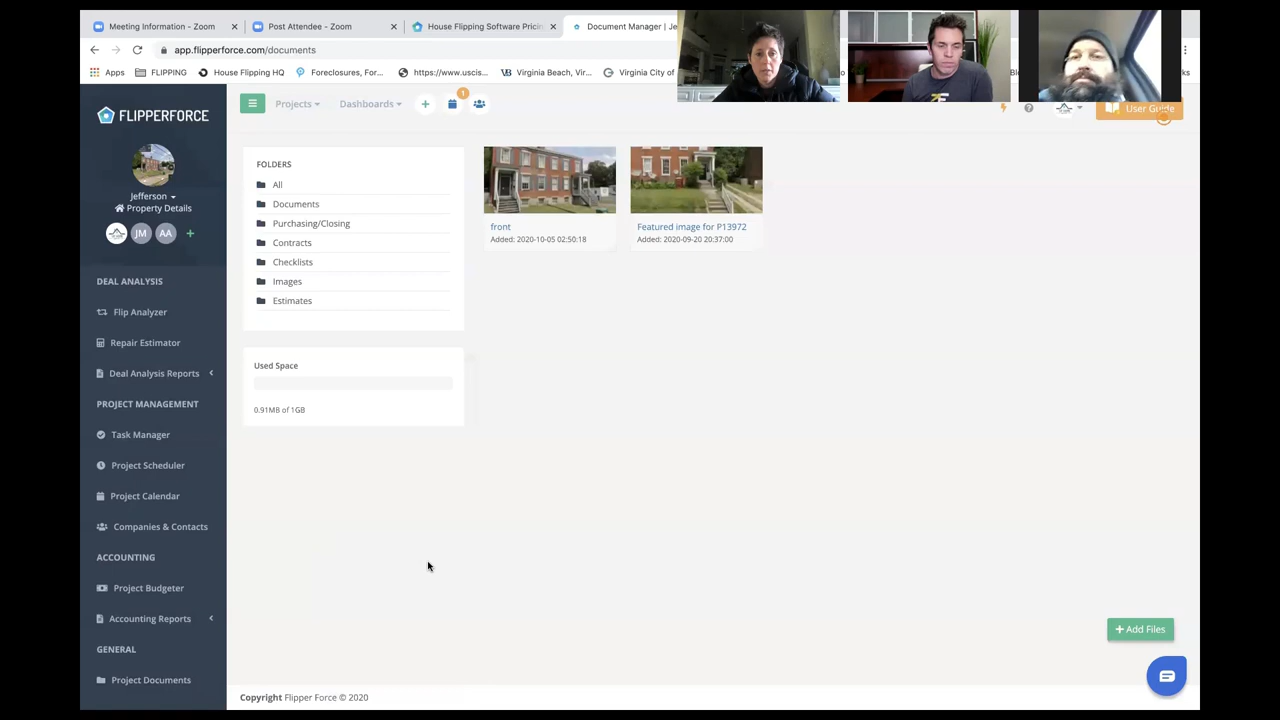 Meeting Information - Zoom
Post Attendee - Zoom
House Flipping Software Pricin
Document Manager | Je
app.flipperforce.com/documents
Apps
FLIPPING
House Flipping HQ
Foreclosures, For...
https://www.uscis...
Virginia Beach, Vir...
Virginia City of
FLIPPERFORCE
Projects
Dashboards
1
User Guide
Jefferson
Property Details
JM
AA
DEAL ANALYSIS
Flip Analyzer
Repair Estimator
Deal Analysis Reports
PROJECT MANAGEMENT
Task Manager
Project Scheduler
Project Calendar
Companies & Contacts
ACCOUNTING
Project Budgeter
Accounting Reports
GENERAL
Project Documents
FOLDERS
All
Documents
Purchasing/Closing
Contracts
Checklists
Images
Estimates
Used Space
0.91MB of 1GB
front
Added: 2020-10-05 02:50:18
Featured image for P13972
Added: 2020-09-20 20:37:00
+ Add Files
Copyright Flipper Force © 2020